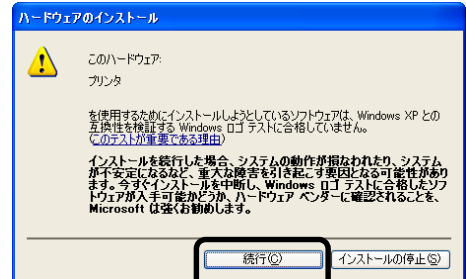 ハードウェアのインストール
このハードウェア:
プリンタ
を使用するためにインストールしようとしているソフトウェアは、Windows XP との
互換性を検証する Windows ロゴ テストに合格していません。
(このテストが重要である理由)
インストールを続行した場合、システムの動作が損なわれたり、システム
が不安定になるなど、重大な障害を引き起こす要因となる可能性があり
ます。今すぐインストールを中断し、Windows ロゴ テストに合格したソフ
トウェアが入手可能かどうか、ハードウェア ベンダーに確認されることを、
Microsoft は強くお勧めします。
続行(C)
インストールの停止(S)